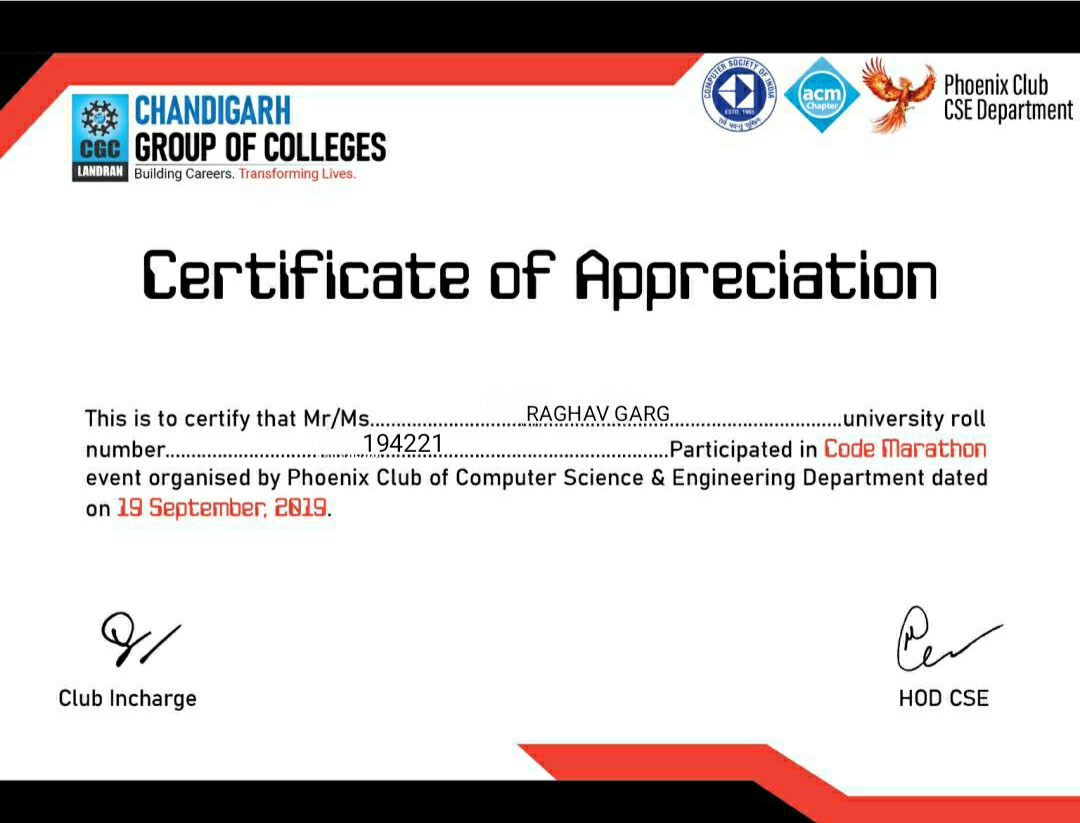 CGC
LANDRAN
CHANDIGARH
GROUP OF COLLEGES
Building Careers. Transforming Lives.
COMPUTER SOCIETY OF INDIA
ESTD. 1965
acm
Chapter
Phoenix Club
CSE Department
Certificate of Appreciation
This is to certify that Mr/Ms..............................RAGHAV GARG.................................university roll
number....................................194221..........................................Participated in Code Marathon
event organised by Phoenix Club of Computer Science & Engineering Department dated
on 19 September, 2019.
Club Incharge
HOD CSE